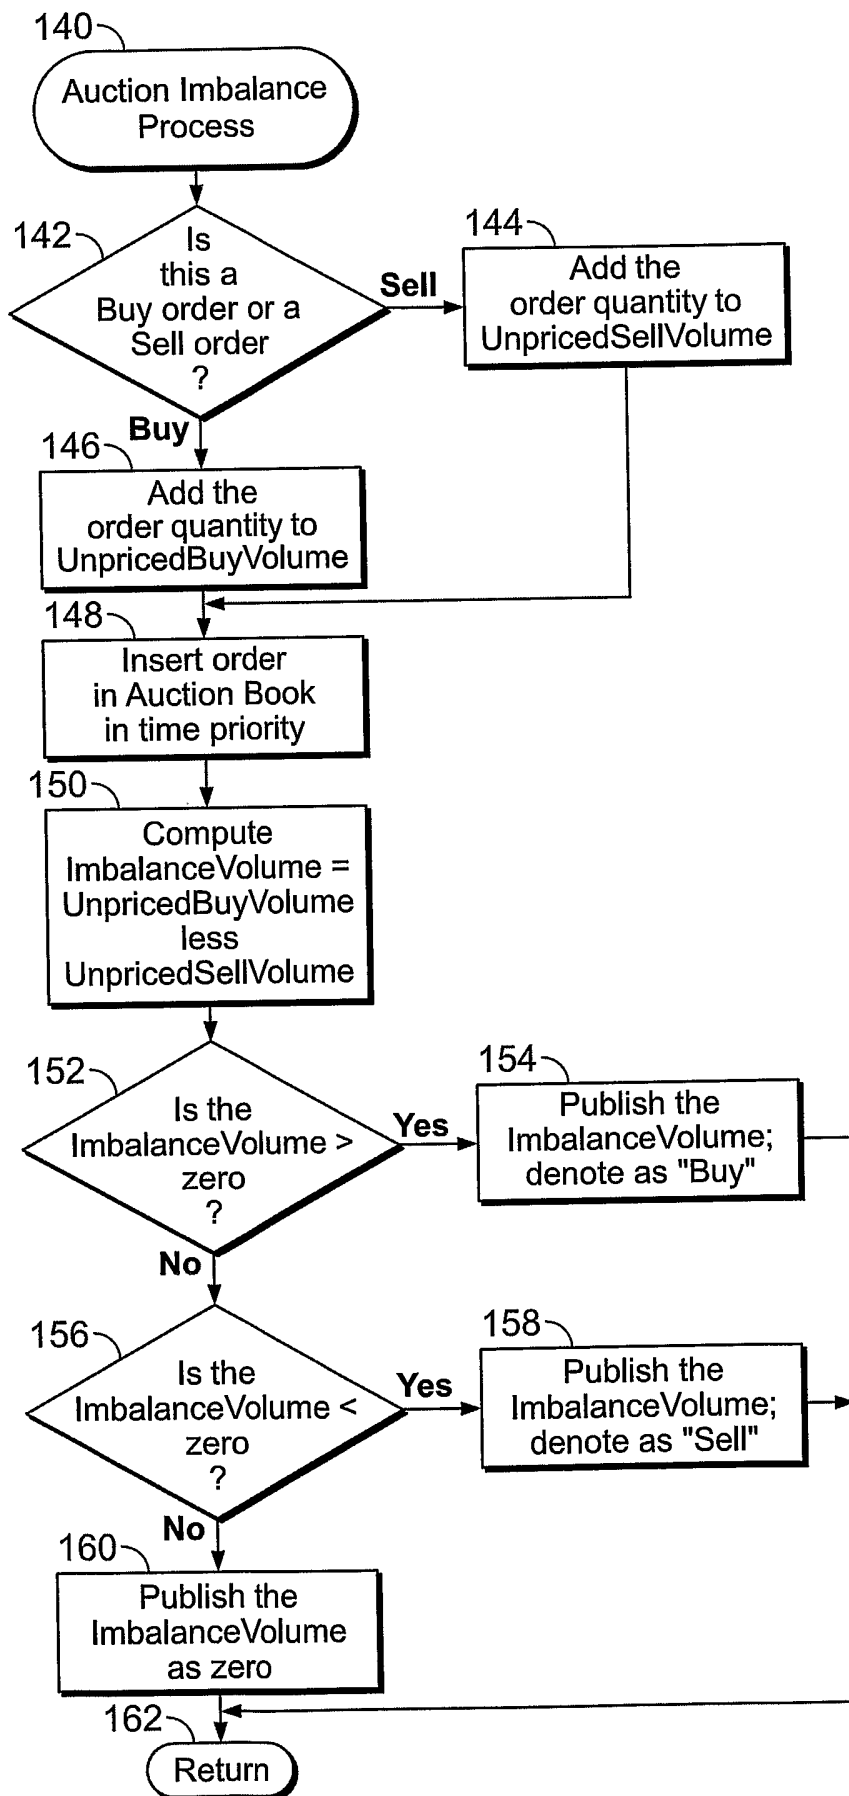 140
Auction Imbalance
Process
142
Is
this a
Buy order or a
Sell order
?
Sell
144
Add the
order quantity to
UnpricedSellVolume
Buy
146
Add the
order quantity to
UnpricedBuyVolume
148
Insert order
in Auction Book
in time priority
150
Compute
ImbalanceVolume =
UnpricedBuyVolume
less
UnpricedSellVolume
152
Is the
ImbalanceVolume >
zero
?
Yes
154
Publish the
ImbalanceVolume;
denote as "Buy"
No
156
Is the
ImbalanceVolume <
zero
?
Yes
158
Publish the
ImbalanceVolume;
denote as "Sell"
No
160
Publish the
ImbalanceVolume
as zero
162
Return